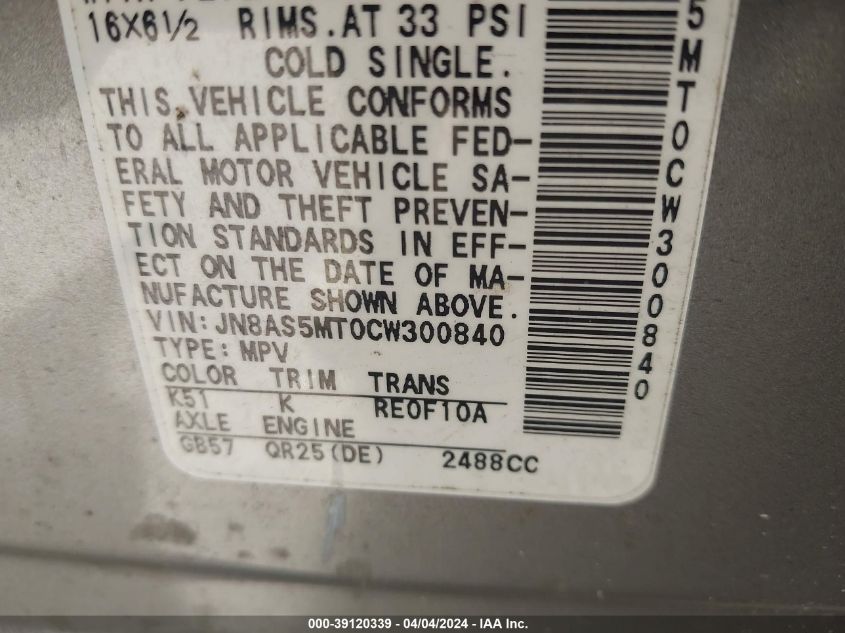 16X6½ RIMS.AT 33 PSI
COLD SINGLE.
THIS VEHICLE CONFORMS
TO ALL APPLICABLE FED-
ERAL MOTOR VEHICLE SA-
FETY AND THEFT PREVEN-
TION STANDARDS IN EFF-
ECT ON THE DATE OF MA-
NUFACTURE SHOWN ABOVE.
VIN:JN8AS5MT0CW300840
TYPE:MPV
COLOR TRIM TRANS
K51 K RE0F10A
AXLE ENGINE
GB57 QR25(DE) 2488CC
5MT0CW300840
000-39120339 - 04/04/2024 - IAA Inc.